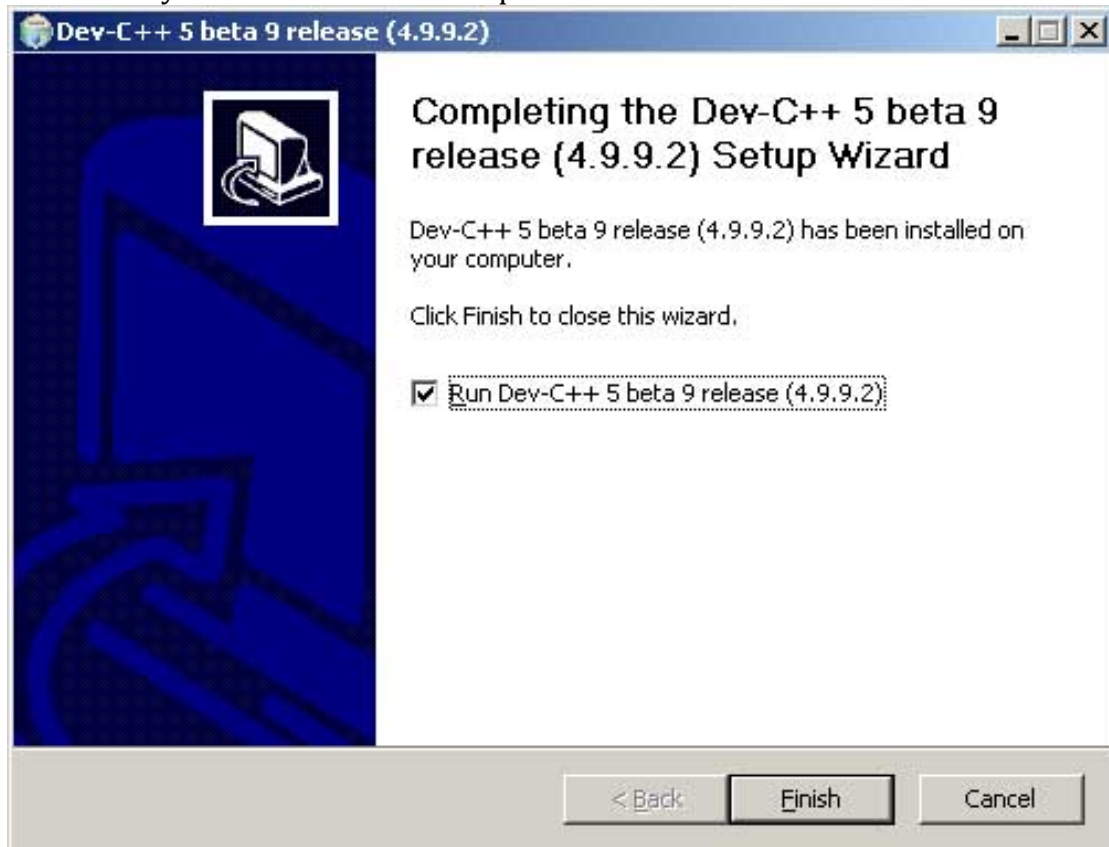 Dev-C++ 5 beta 9 release (4.9.9.2)
Completing the Dev-C++ 5 beta 9
release (4.9.9.2) Setup Wizard
Dev-C++ 5 beta 9 release (4.9.9.2) has been installed on
your computer.
Click Finish to close this wizard.
Run Dev-C++ 5 beta 9 release (4.9.9.2)
< Back
Finish
Cancel